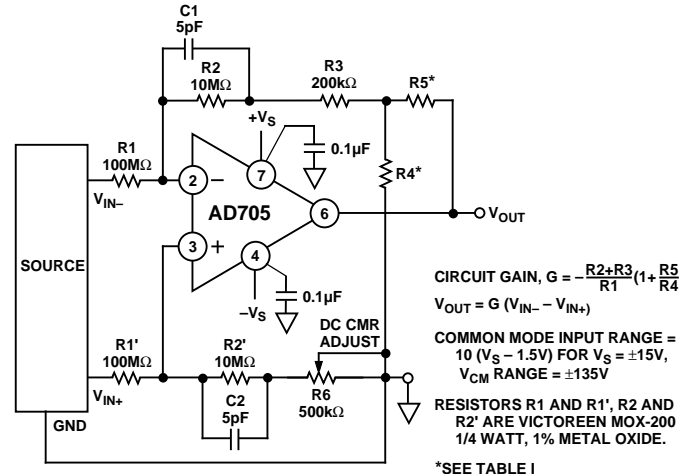 C1
5pF
R2
10MΩ
R3
200kΩ
R5*
+VS
0.1µF
R1
100MΩ
R4*
2
–
7
VIN–
AD705
6
VOUT
3
+
4
SOURCE
–VS
0.1µF
DC CMR
ADJUST
R1'
100MΩ
R2'
10MΩ
VIN+
C2
5pF
R6
500kΩ
GND
CIRCUIT GAIN, G = –R2+R3/R1 (1+ R5/R4
VOUT = G (VIN– – VIN+)
COMMON MODE INPUT RANGE =
10 (VS – 1.5V) FOR VS = ±15V,
VCM RANGE = ±135V
RESISTORS R1 AND R1', R2 AND
R2' ARE VICTOREEN MOX-200
1/4 WATT, 1% METAL OXIDE.
*SEE TABLE I